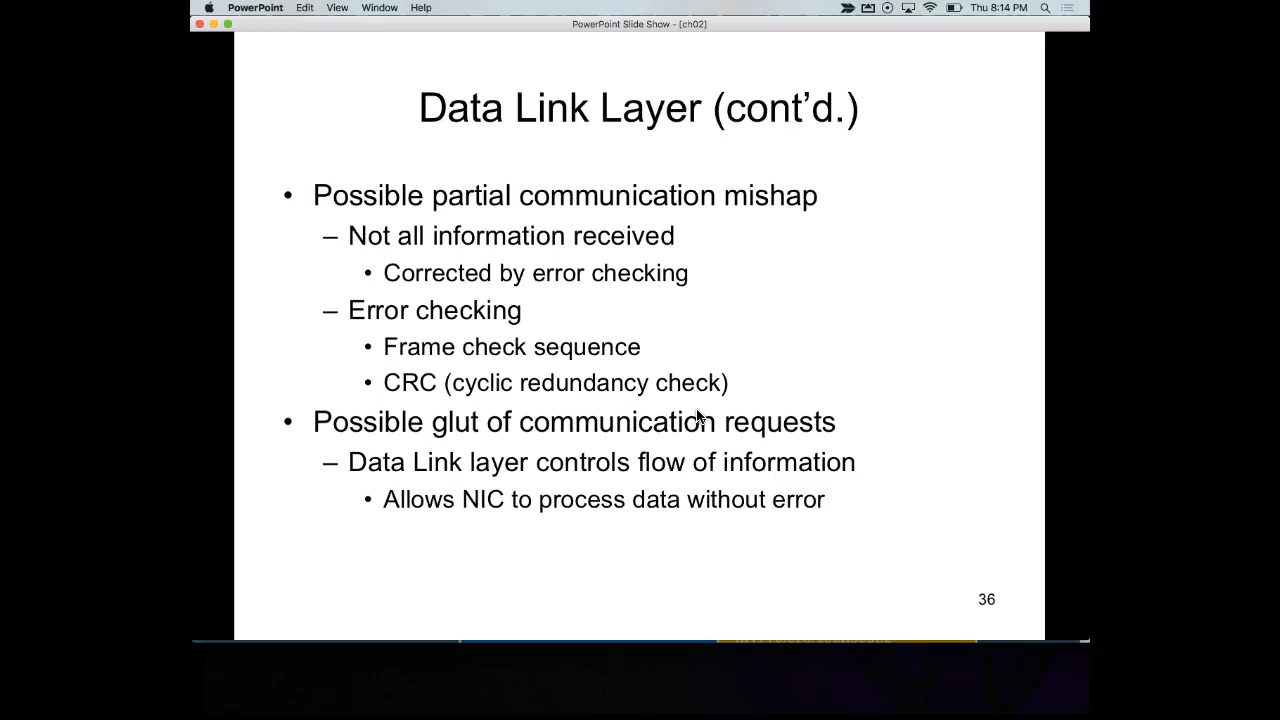 PowerPoint Edit View Window Help Thu 8:14 PM
PowerPoint Slide Show - [ch02]
Data Link Layer (cont’d.)
• Possible partial communication mishap
– Not all information received
• Corrected by error checking
– Error checking
• Frame check sequence
• CRC (cyclic redundancy check)
• Possible glut of communication requests
– Data Link layer controls flow of information
• Allows NIC to process data without error
36